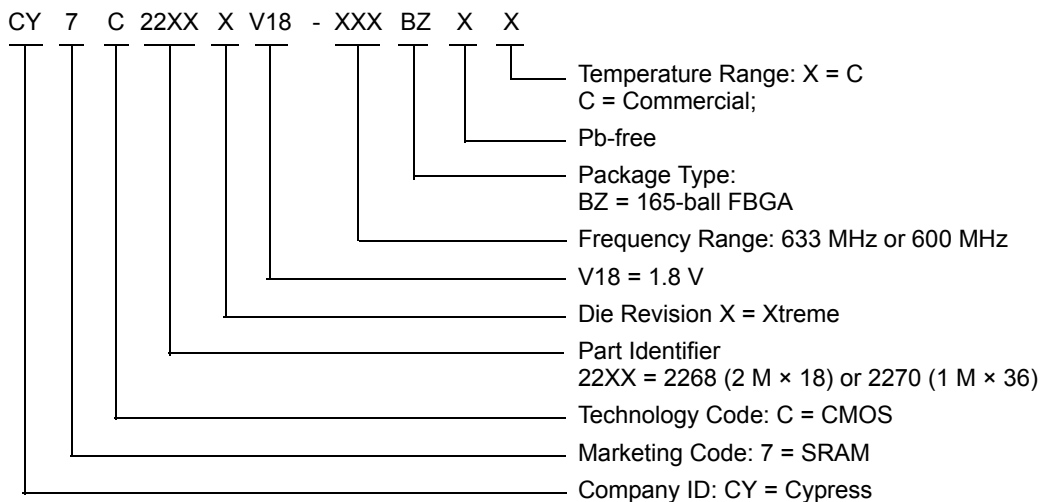 CY 7 C 22XX X V18 - XXX BZ X X
Temperature Range: X = C
C = Commercial;
Pb-free
Package Type:
BZ = 165-ball FBGA
Frequency Range: 633 MHz or 600 MHz
V18 = 1.8 V
Die Revision X = Xtreme
Part Identifier
22XX = 2268 (2 M × 18) or 2270 (1 M × 36)
Technology Code: C = CMOS
Marketing Code: 7 = SRAM
Company ID: CY = Cypress